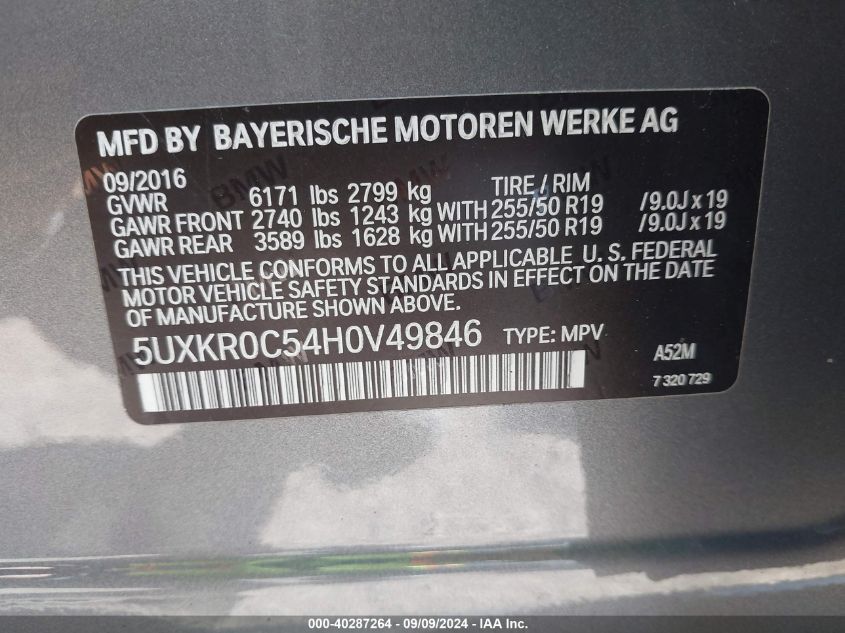 MFD BY BAYERISCHE MOTOREN WERKE AG
09/2016 TIRE / RIM
GVWR 6171 lbs 2799 kg
GAWR FRONT 2740 lbs 1243 kg WITH 255/50 R19 /9.0J x 19
GAWR REAR 3589 lbs 1628 kg WITH 255/50 R19 /9.0J x 19
THIS VEHICLE CONFORMS TO ALL APPLICABLE U. S. FEDERAL
MOTOR VEHICLE SAFETY STANDARDS IN EFFECT ON THE DATE
OF MANUFACTURE SHOWN ABOVE.
5UXKR0C54H0V49846 TYPE: MPV
A52M
7 320 729
000-40287264 - 09/09/2024 - IAA Inc.